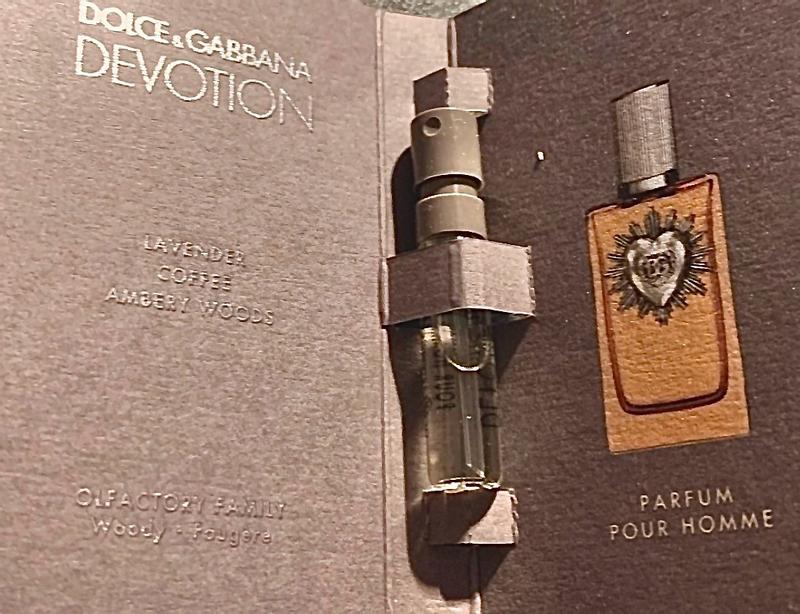 DOLCE & GABBANA
DEVOTION
LAVENDER
COFFEE
AMBERY WOODS
OLFACTORY FAMILY
Woody - Fougère
PARFUM
POUR HOMME